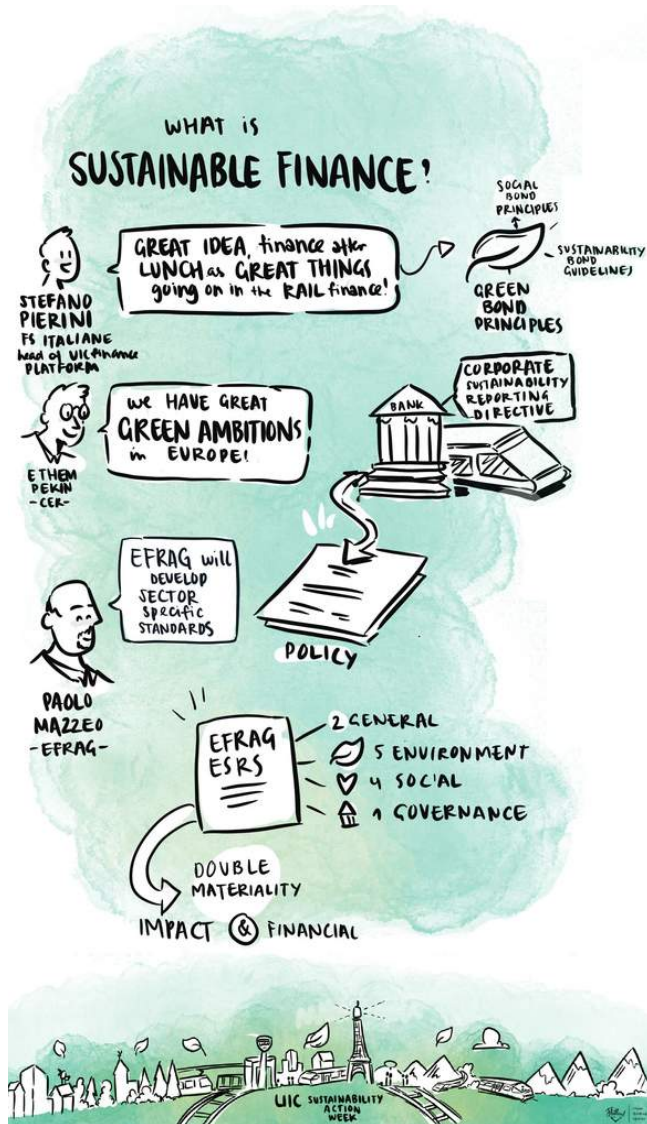 WHAT is
SUSTAINABLE FINANCE?
SOCIAL
BOND
PRINCIPLES
SUSTAINABILITY
BOND
GUIDELINES
GREEN
BOND
PRINCIPLES
GREAT IDEA, finance after
LUNCH as GREAT THINGS
going on in the RAIL finance!
STEFANO
PIERINI
FS ITALIANE
head of UIC finance
PLATFORM
WE HAVE GREAT
GREEN AMBITIONS
in EUROPE!
ETHEM
PEKIN
-CER-
BANK
CORPORATE
SUSTAINABILITY
REPORTING
DIRECTIVE
EFRAG will
DEVELOP
SECTOR
specific
STANDARDS
PAOLO
MAZZEO
-EFRAG-
POLICY
EFRAG
ESRS
2 GENERAL
5 ENVIRONMENT
4 SOCIAL
1 GOVERNANCE
DOUBLE
MATERIALITY
IMPACT & FINANCIAL
UIC SUSTAINABILITY
ACTION
WEEK